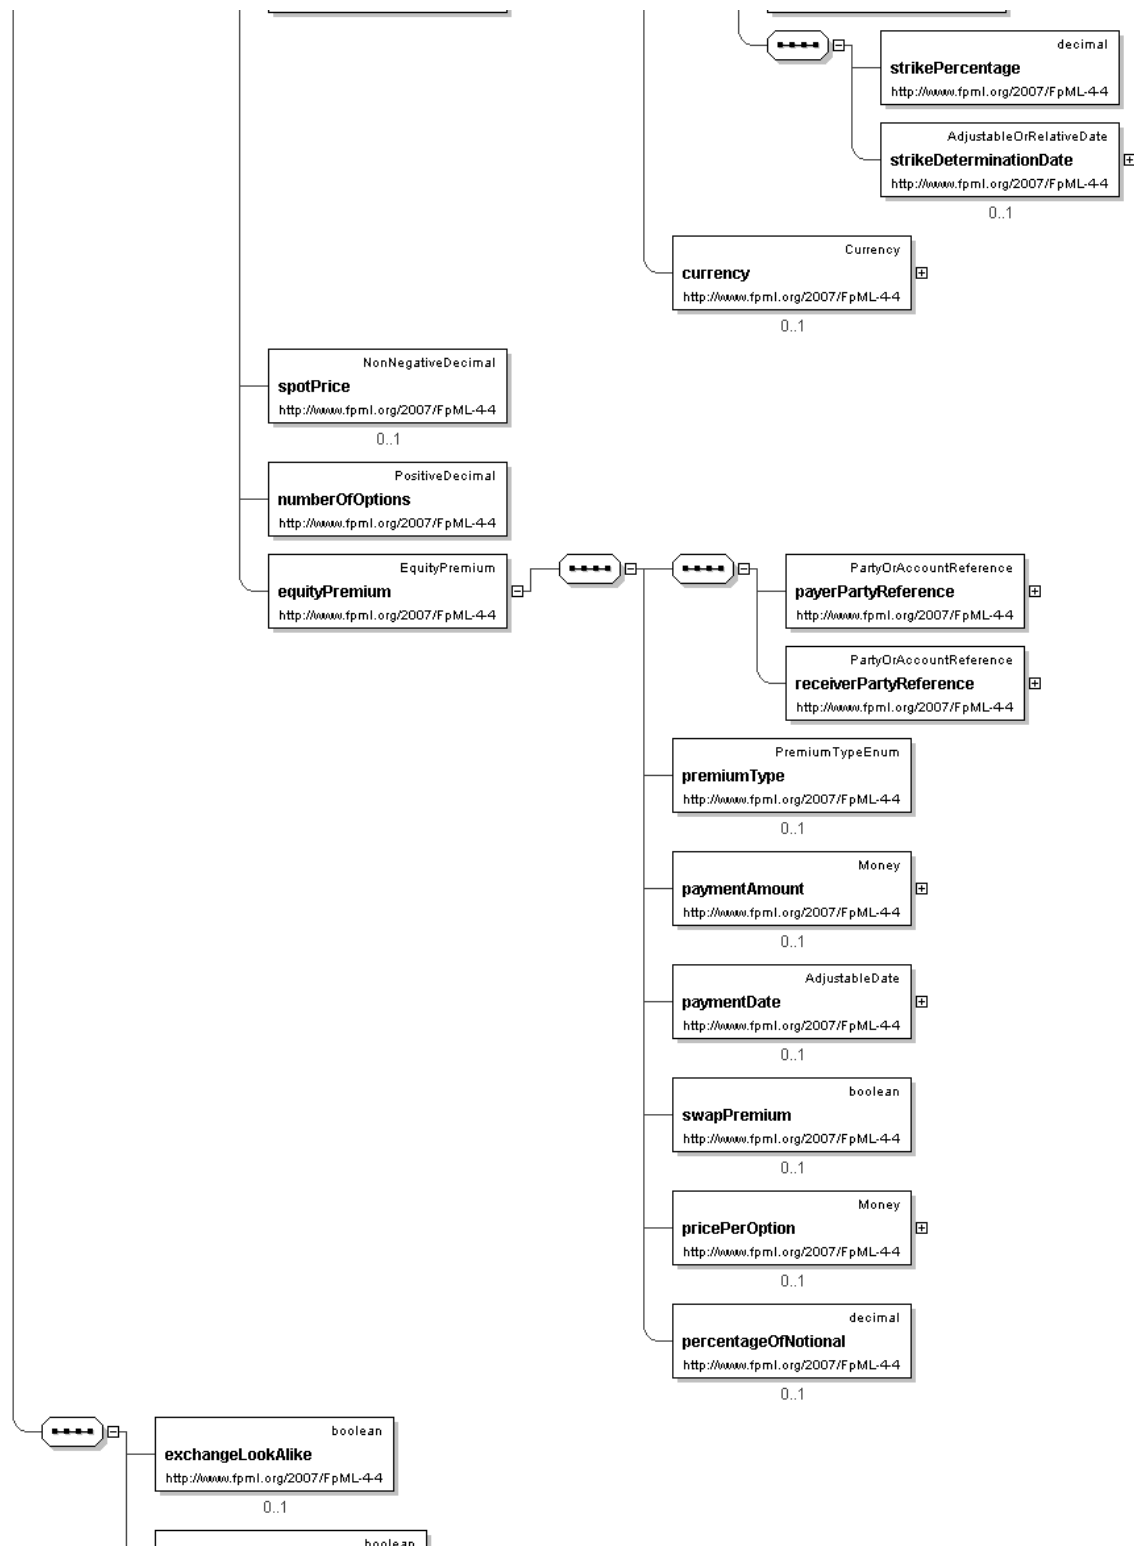 decimal
strikePercentage
http://www.fpml.org/2007/FpML-4-4
AdjustableOrRelativeDate
strikeDeterminationDate
http://www.fpml.org/2007/FpML-4-4
0..1
Currency
currency
http://www.fpml.org/2007/FpML-4-4
0..1
NonNegativeDecimal
spotPrice
http://www.fpml.org/2007/FpML-4-4
0..1
PositiveDecimal
numberOfOptions
http://www.fpml.org/2007/FpML-4-4
EquityPremium
equityPremium
http://www.fpml.org/2007/FpML-4-4
PartyOrAccountReference
payerPartyReference
http://www.fpml.org/2007/FpML-4-4
PartyOrAccountReference
receiverPartyReference
http://www.fpml.org/2007/FpML-4-4
PremiumTypeEnum
premiumType
http://www.fpml.org/2007/FpML-4-4
0..1
Money
paymentAmount
http://www.fpml.org/2007/FpML-4-4
0..1
AdjustableDate
paymentDate
http://www.fpml.org/2007/FpML-4-4
0..1
boolean
swapPremium
http://www.fpml.org/2007/FpML-4-4
0..1
Money
pricePerOption
http://www.fpml.org/2007/FpML-4-4
0..1
decimal
percentageOfNotional
http://www.fpml.org/2007/FpML-4-4
0..1
boolean
exchangeLookAlike
http://www.fpml.org/2007/FpML-4-4
0..1
boolean